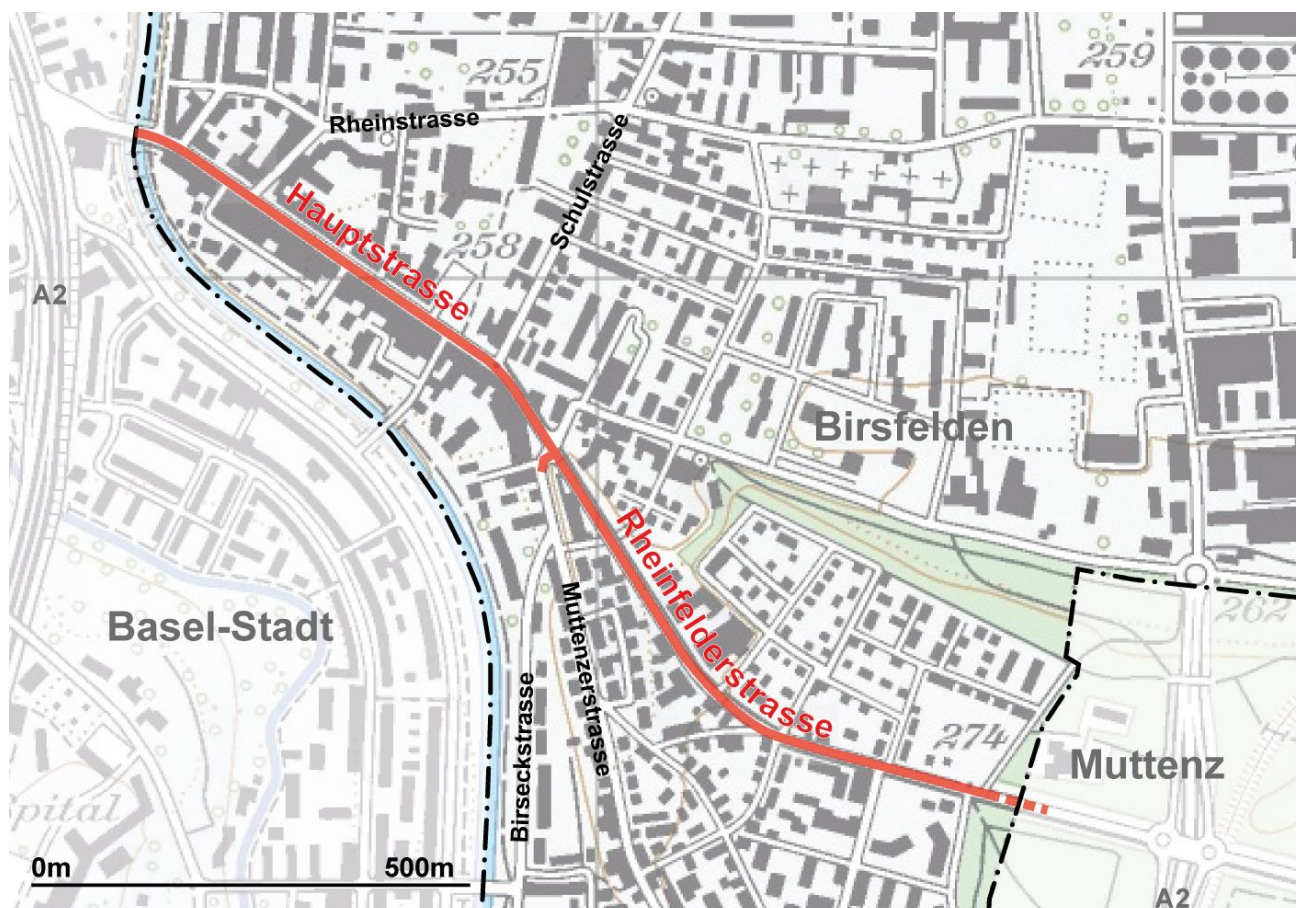 255
259
Rheinstrasse
Schulstrasse
Hauptstrasse
258
A2
Birsfelden
Rheinfelderstrasse
Basel-Stadt
Muttenzerstrasse
Birseckstrasse
262
274
Muttenz
Spital
0m
500m
A2